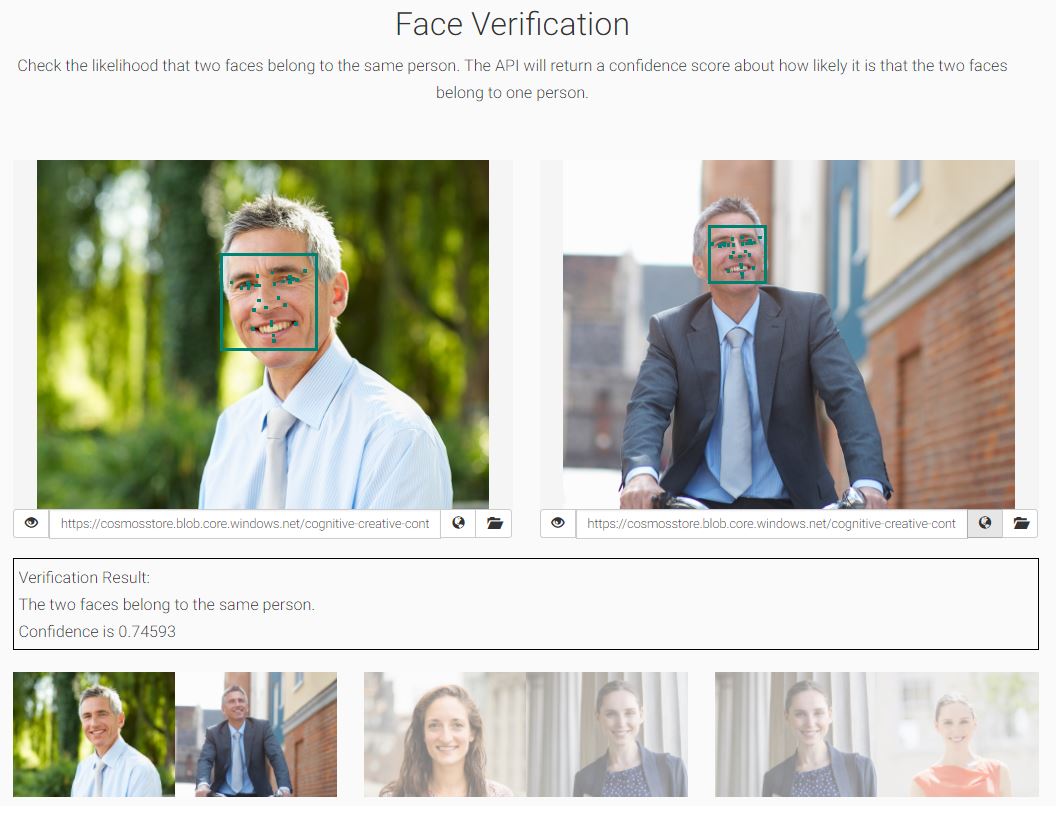 Face Verification
Check the likelihood that two faces belong to the same person. The API will return a confidence score about how likely it is that the two faces
belong to one person.
https://cosmosstore.blob.core.windows.net/cognitive-creative-cont
https://cosmosstore.blob.core.windows.net/cognitive-creative-cont
Verification Result:
The two faces belong to the same person.
Confidence is 0.74593